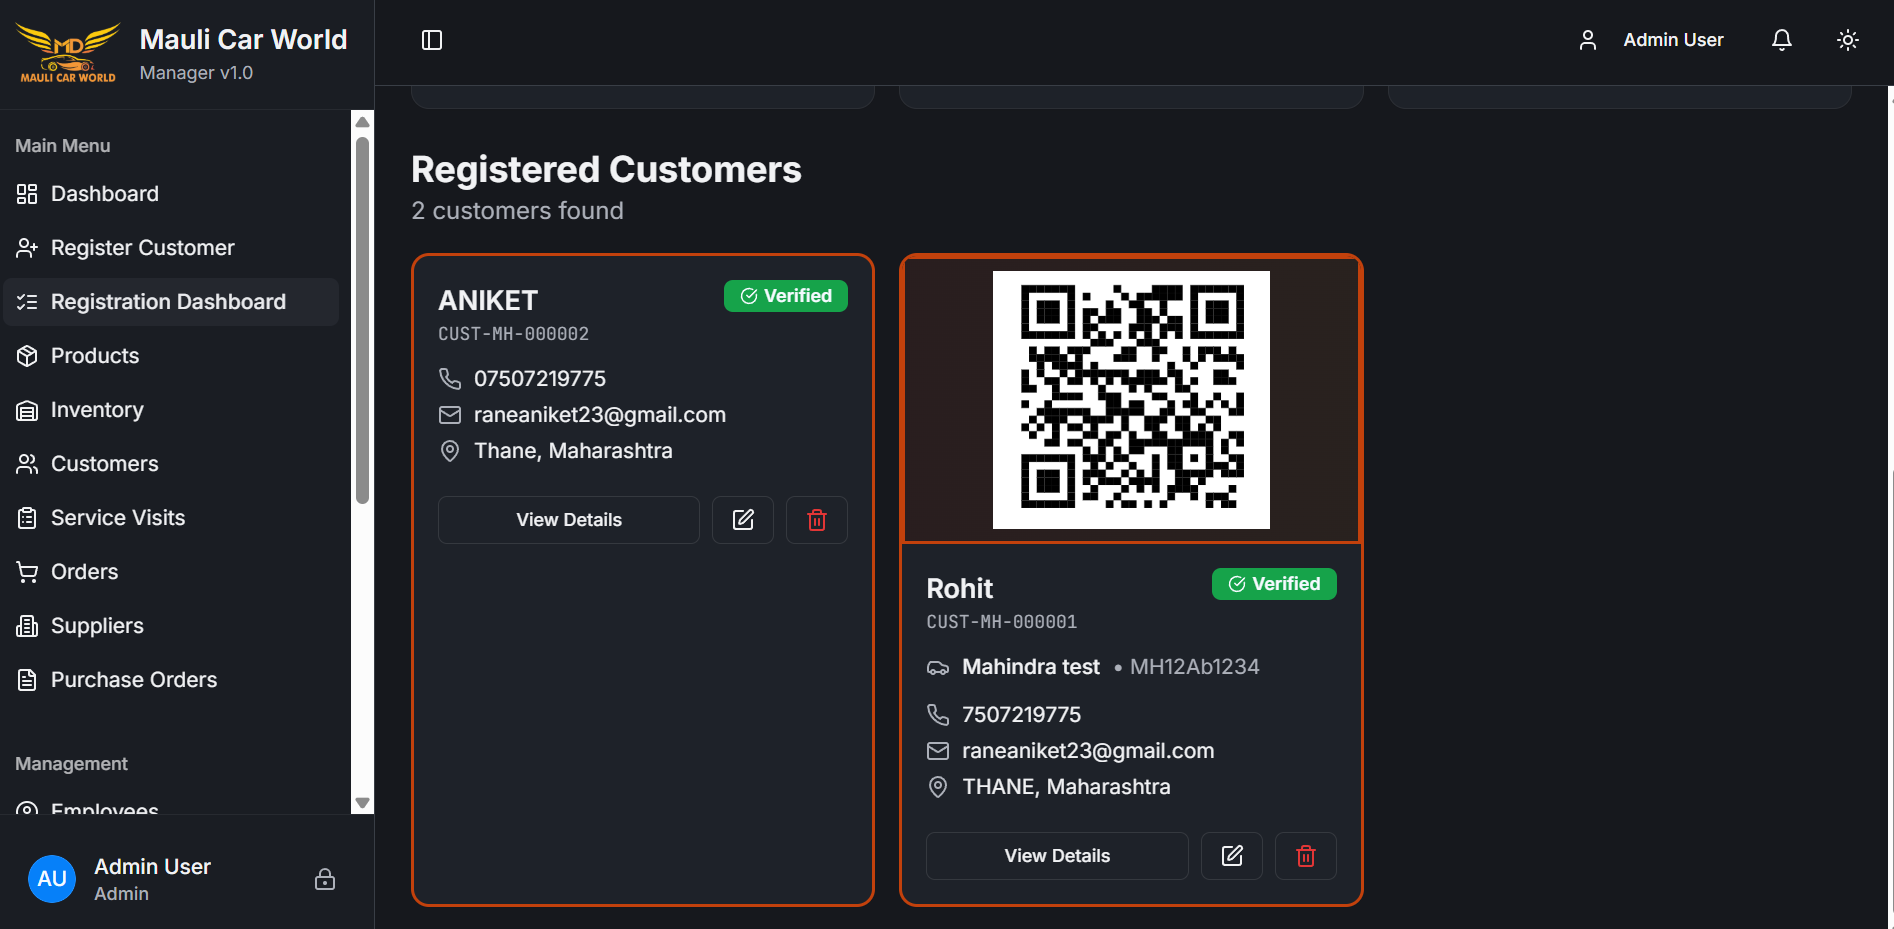 MD
MAULI CAR WORLD
Mauli Car World
Manager v1.0
Admin User
Main Menu
Dashboard
Register Customer
Registration Dashboard
Products
Inventory
Customers
Service Visits
Orders
Suppliers
Purchase Orders
Management
Employees
AU
Admin User
Admin
Registered Customers
2 customers found
ANIKET
Verified
CUST-MH-000002
07507219775
raneaniket23@gmail.com
Thane, Maharashtra
View Details
Rohit
Verified
CUST-MH-000001
Mahindra test • MH12Ab1234
7507219775
raneaniket23@gmail.com
THANE, Maharashtra
View Details